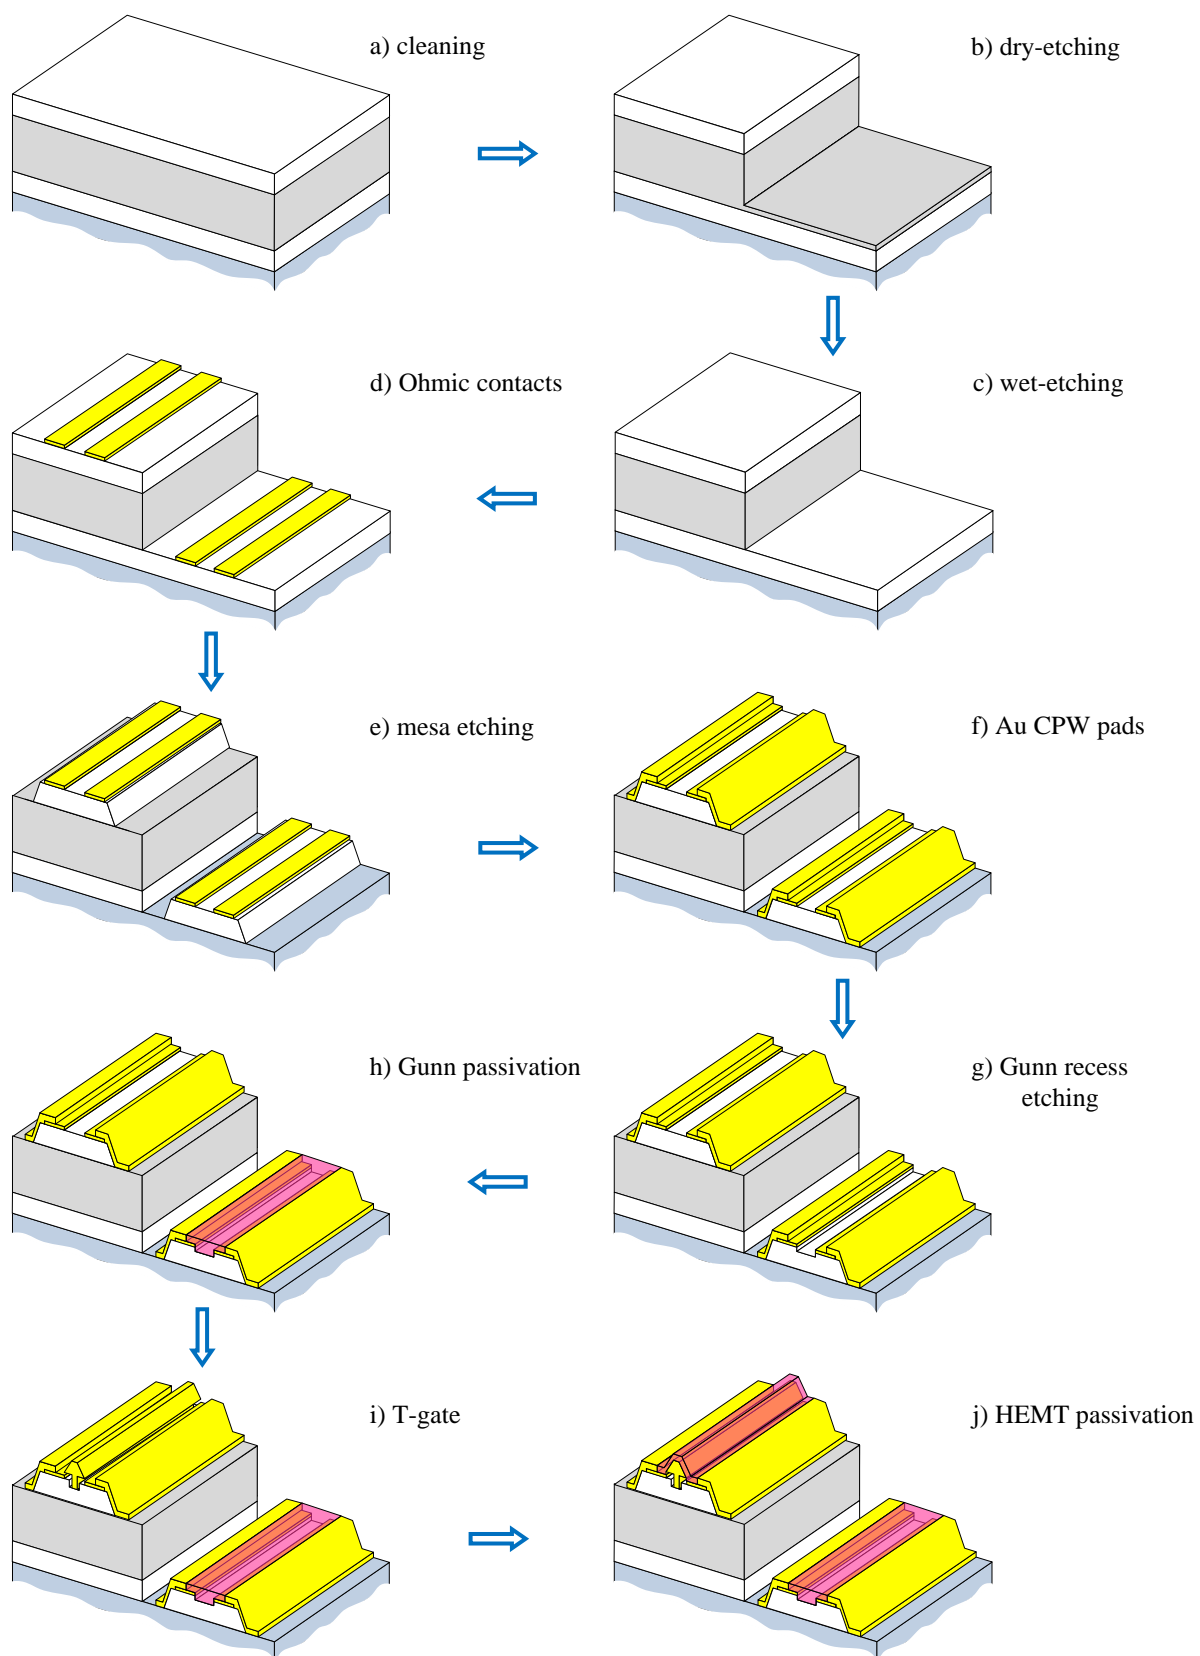 a) cleaning
b) dry-etching
d) Ohmic contacts
c) wet-etching
e) mesa etching
f) Au CPW pads
h) Gunn passivation
g) Gunn recess
etching
i) T-gate
j) HEMT passivation